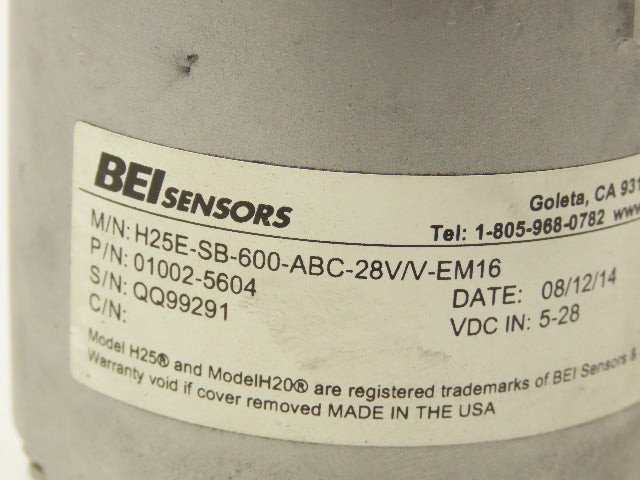 BEI SENSORS
Goleta, CA 931
Tel: 1-805-968-0782 www
M/N: H25E-SB-600-ABC-28V/V-EM16
P/N: 01002-5604
S/N: QQ99291
C/N:
DATE: 08/12/14
VDC IN: 5-28
Model H25® and ModelH20® are registered trademarks of BEI Sensors &
Warranty void if cover removed MADE IN THE USA